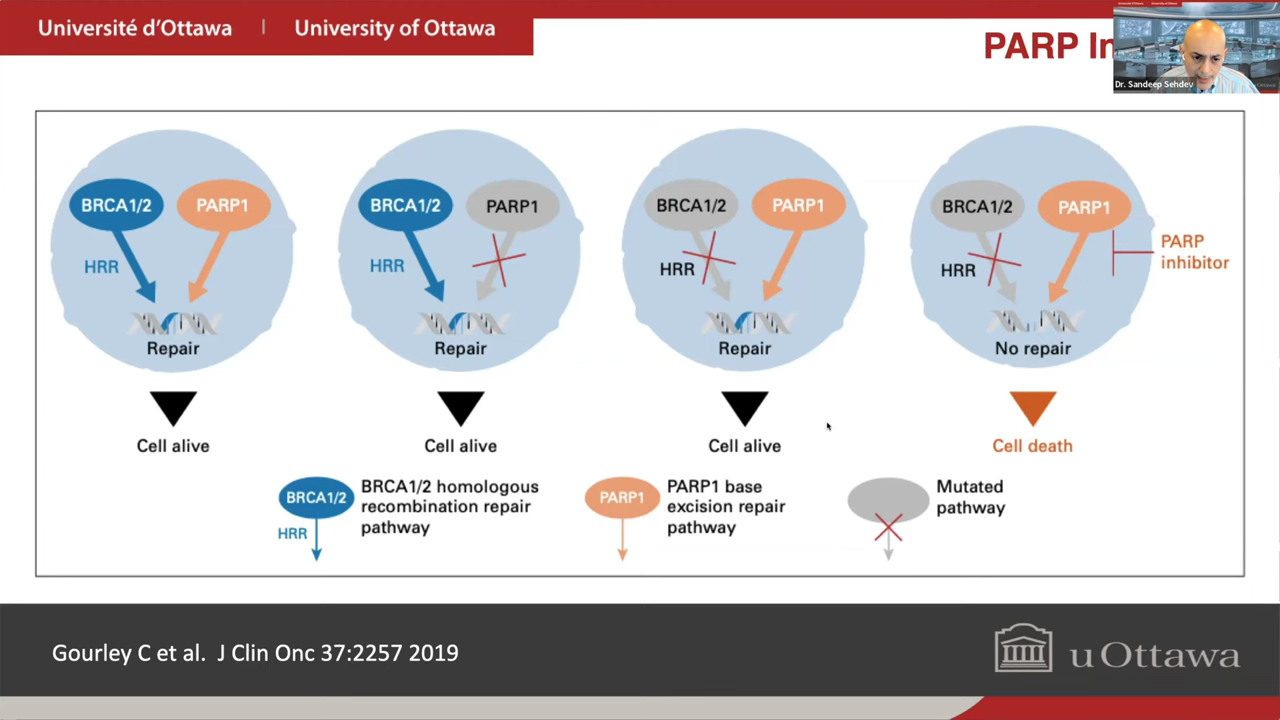 Université d'Ottawa | University of Ottawa
PARP In
Dr. Sandeep Sehdev
BRCA1/2 PARP1
HRR
Repair
Cell alive
BRCA1/2 PARP1
HRR
Repair
Cell alive
BRCA1/2 PARP1
HRR
Repair
Cell alive
BRCA1/2 PARP1
HRR
PARP
inhibitor
No repair
Cell death
BRCA1/2
HRR
BRCA1/2 homologous
recombination repair
pathway
PARP1
PARP1 base
excision repair
pathway
Mutated
pathway
Gourley C et al. J Clin Onc 37:2257 2019
uOttawa